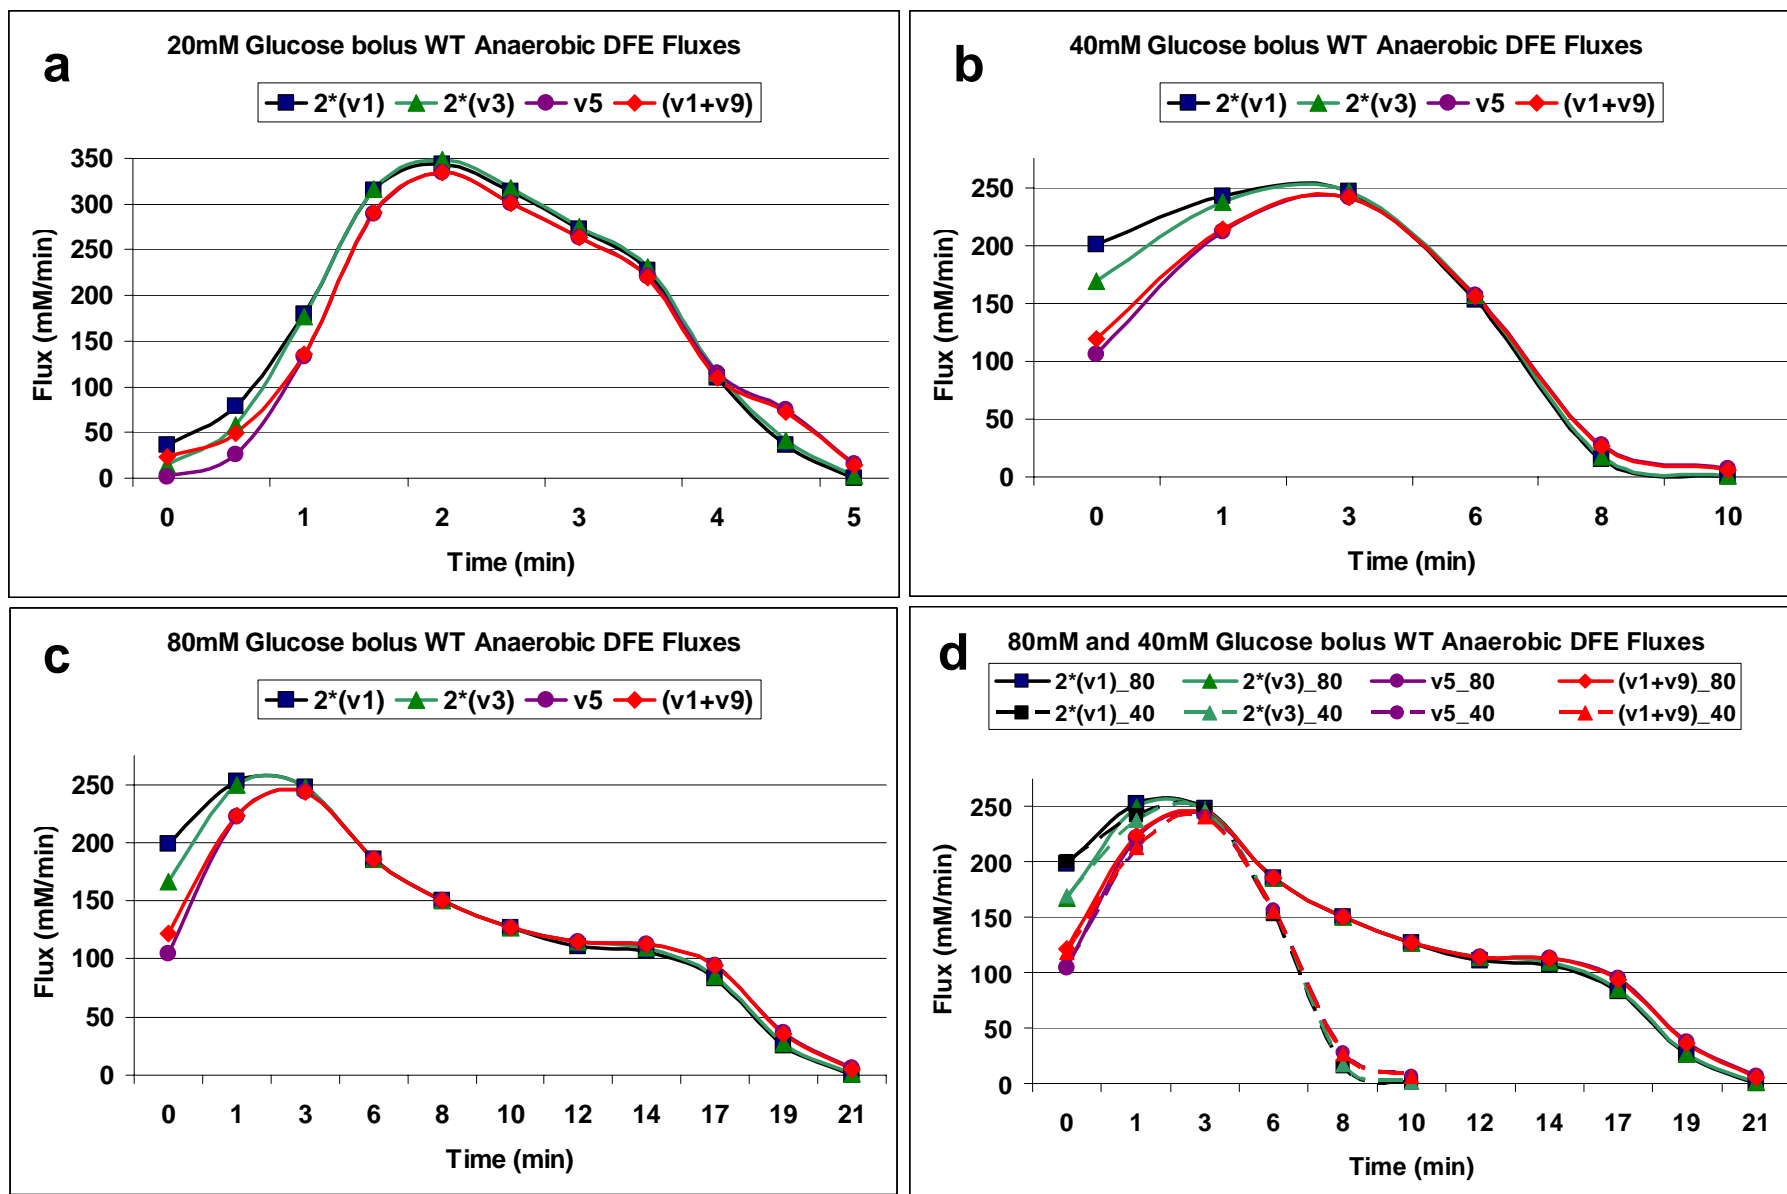 a
20mM Glucose bolus WT Anaerobic DFE Fluxes
2*(v1) 2*(v3) v5 (v1+v9)
350
300
250
200
150
100
50
0
Flux (mM/min)
0 1 2 3 4 5
Time (min)
b
40mM Glucose bolus WT Anaerobic DFE Fluxes
2*(v1) 2*(v3) v5 (v1+v9)
250
200
150
100
50
0
Flux (mM/min)
0 1 3 6 8 10
Time (min)
c
80mM Glucose bolus WT Anaerobic DFE Fluxes
2*(v1) 2*(v3) v5 (v1+v9)
250
200
150
100
50
0
Flux (mM/min)
0 1 3 6 8 10 12 14 17 19 21
Time (min)
d
80mM and 40mM Glucose bolus WT Anaerobic DFE Fluxes
2*(v1)_80 2*(v3)_80 v5_80 (v1+v9)_80
2*(v1)_40 2*(v3)_40 v5_40 (v1+v9)_40
250
200
150
100
50
0
Flux (mM/min)
0 1 3 6 8 10 12 14 17 19 21
Time (min)